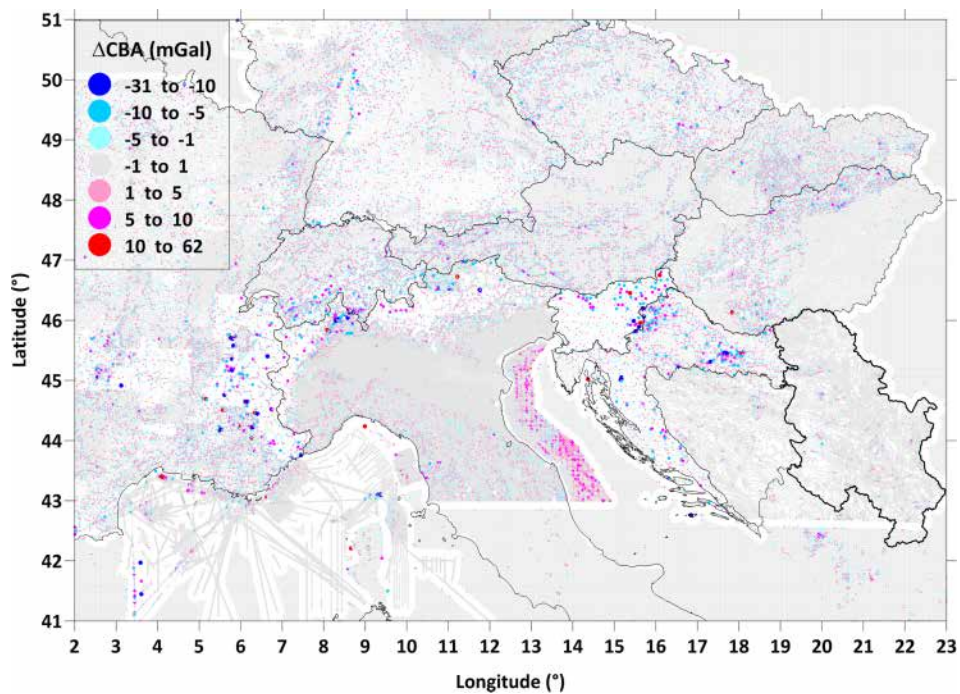 ΔCBA (mGal)
-31 to -10
-10 to -5
-5 to -1
-1 to 1
1 to 5
5 to 10
10 to 62
51
50
49
48
47
46
45
44
43
42
41
Latitude (°)
2 3 4 5 6 7 8 9 10 11 12 13 14 15 16 17 18 19 20 21 22 23
Longitude (°)